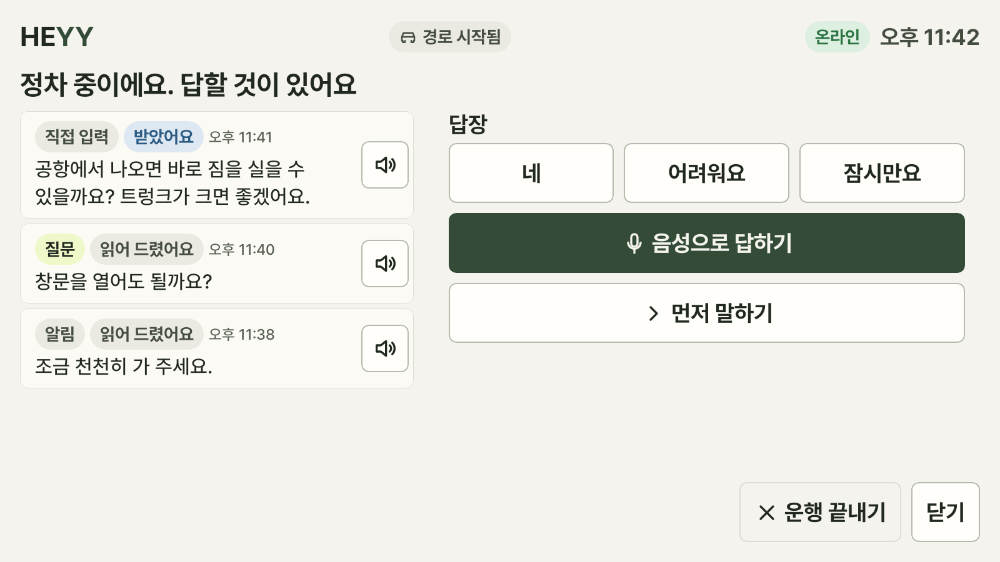 HEYY
경로 시작됨
온라인 오후 11:42
정차 중이에요. 답할 것이 있어요
직접 입력 받았어요 오후 11:41
공항에서 나오면 바로 짐을 실을 수
있을까요? 트렁크가 크면 좋겠어요.
질문 읽어 드렸어요 오후 11:40
창문을 열어도 될까요?
알림 읽어 드렸어요 오후 11:38
조금 천천히 가 주세요.
답장
네
어려워요
잠시만요
음성으로 답하기
먼저 말하기
운행 끝내기
닫기